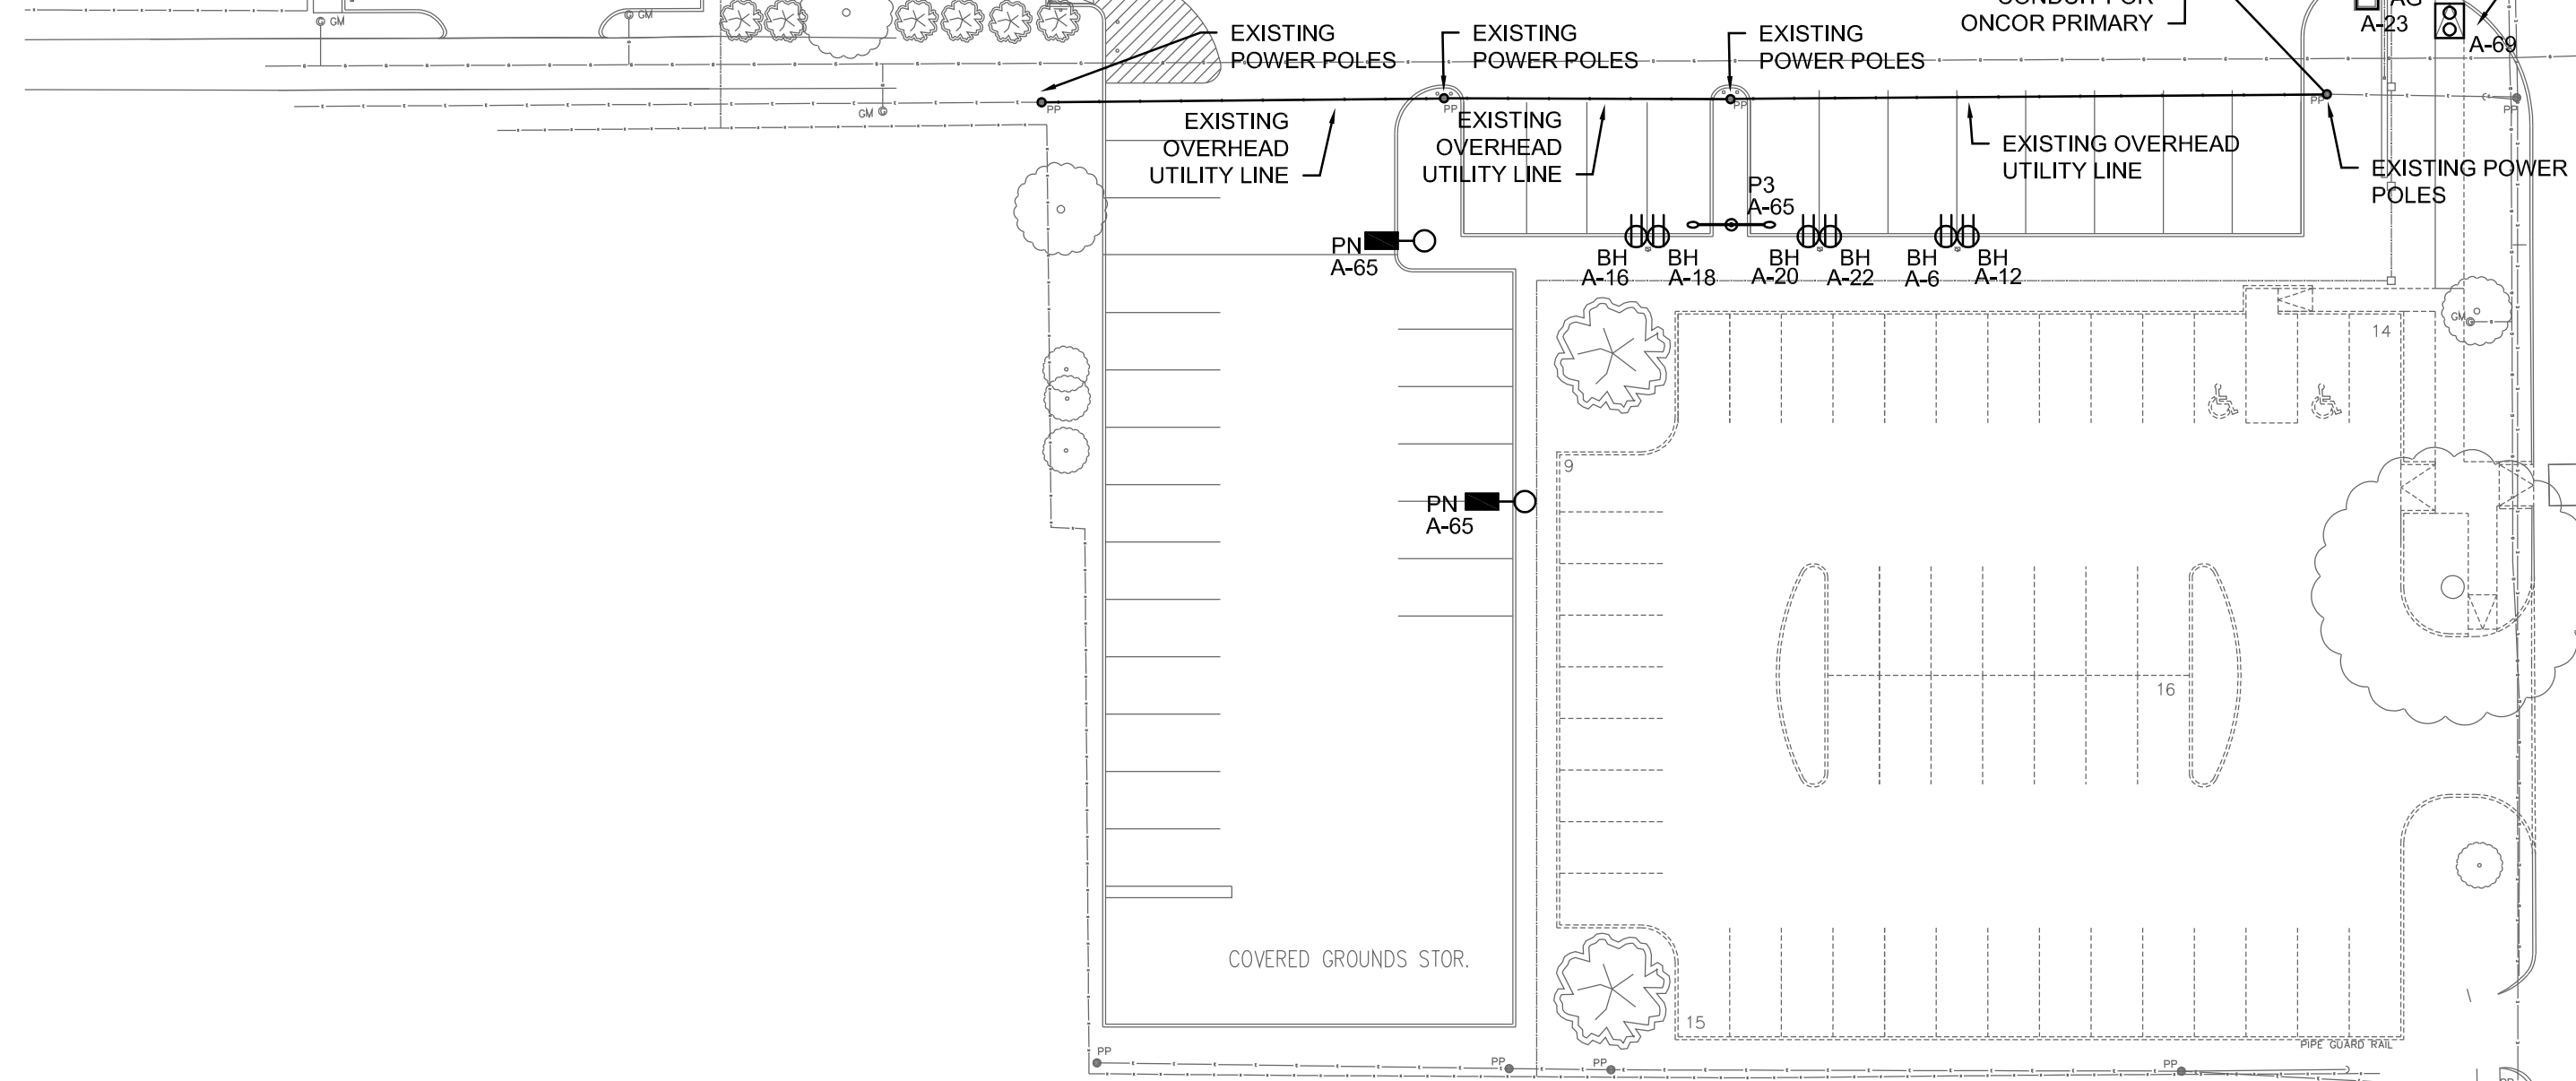 GM
GM
CONDUIT FOR
ONCOR PRIMARY
AG
A-23
A-69
EXISTING
POWER POLES
EXISTING
POWER POLES
EXISTING
POWER POLES
PP
PP
PP
PP
PP
GM
EXISTING
OVERHEAD
UTILITY LINE
EXISTING
OVERHEAD
UTILITY LINE
EXISTING OVERHEAD
UTILITY LINE
EXISTING POWER
POLES
P3
A-65
PN
A-65
BH
A-16
BH
A-18
BH
A-20
BH
A-22
BH
A-6
BH
A-12
GM
14
9
PN
A-65
16
COVERED GROUNDS STOR.
15
PIPE GUARD RAIL
PP
PP
PP
PP